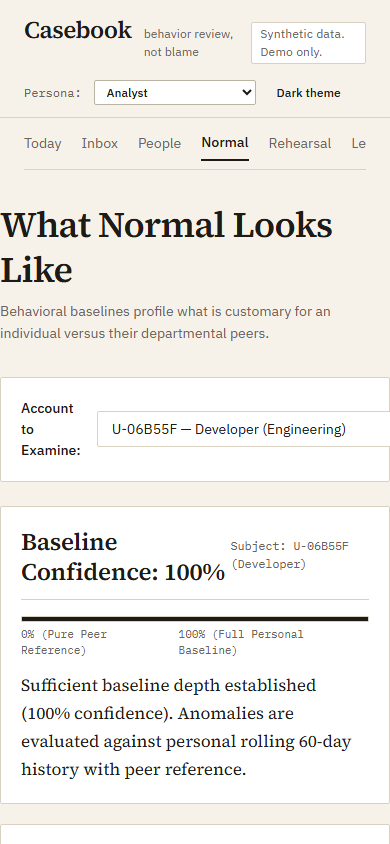 Casebook
behavior review,
not blame
Synthetic data.
Demo only.
Persona:
Analyst
Dark theme
Today Inbox People Normal Rehearsal Le
What Normal Looks
Like
Behavioral baselines profile what is customary for an
individual versus their departmental peers.
Account
to
Examine:
U-06B55F — Developer (Engineering)
Baseline
Confidence: 100%
Subject: U-06B55F
(Developer)
0% (Pure Peer
Reference)
100% (Full Personal
Baseline)
Sufficient baseline depth established
(100% confidence). Anomalies are
evaluated against personal rolling 60-day
history with peer reference.